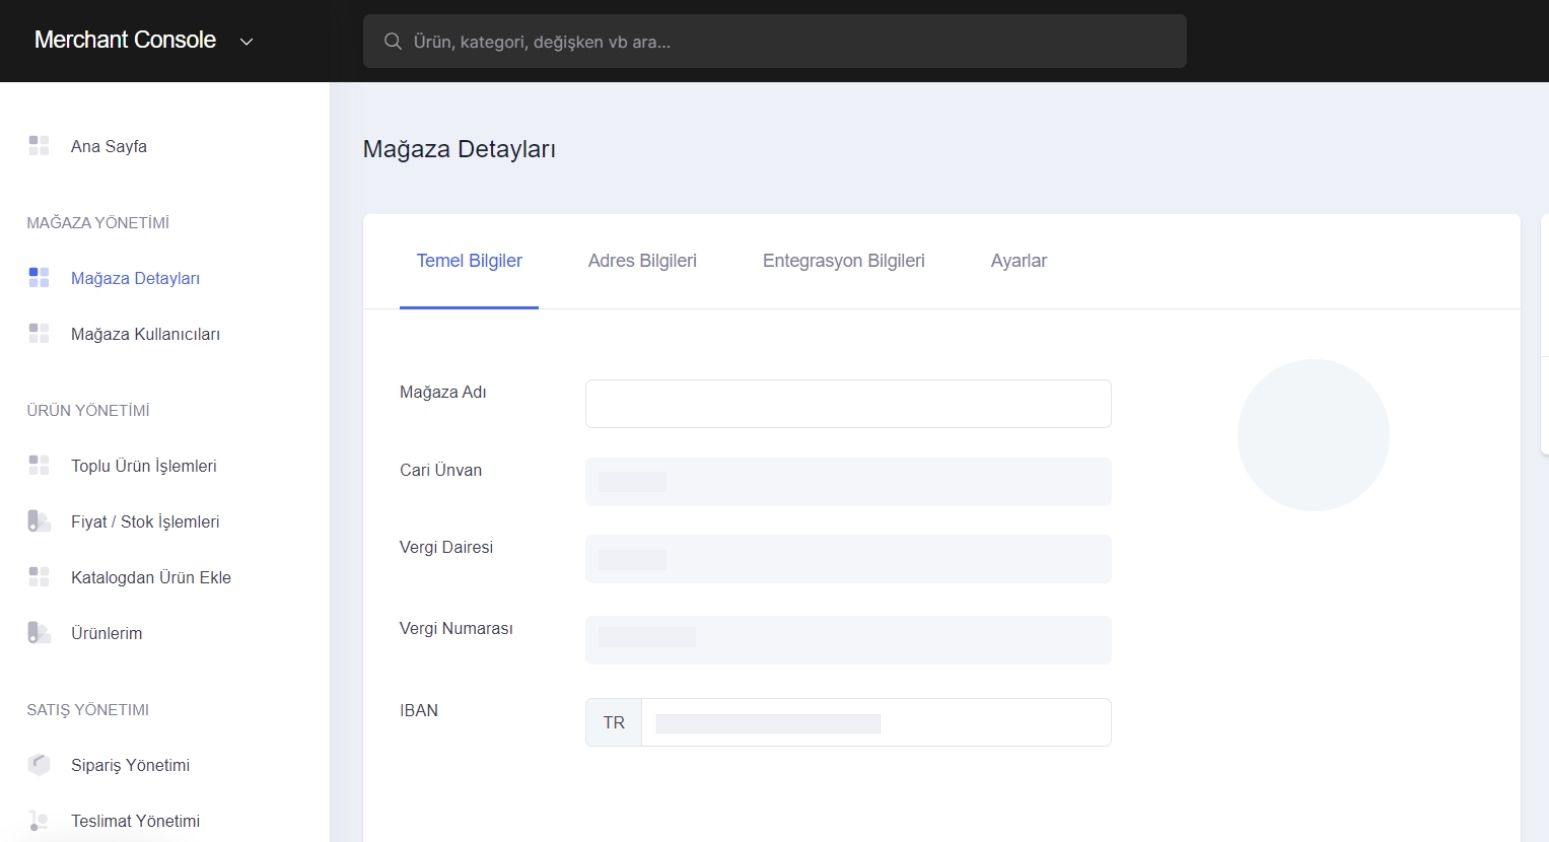 Merchant Console
Ürün, kategori, değişken vb ara...
Ana Sayfa
MAĞAZA YÖNETİMİ
Mağaza Detayları
Mağaza Kullanıcıları
ÜRÜN YÖNETİMİ
Toplu Ürün İşlemleri
Fiyat / Stok İşlemleri
Katalogdan Ürün Ekle
Ürünlerim
SATIŞ YÖNETIMI
Sipariş Yönetimi
Teslimat Yönetimi
Mağaza Detayları
Temel Bilgiler
Adres Bilgileri
Entegrasyon Bilgileri
Ayarlar
Mağaza Adı
Cari Ünvan
Vergi Dairesi
Vergi Numarası
IBAN
TR